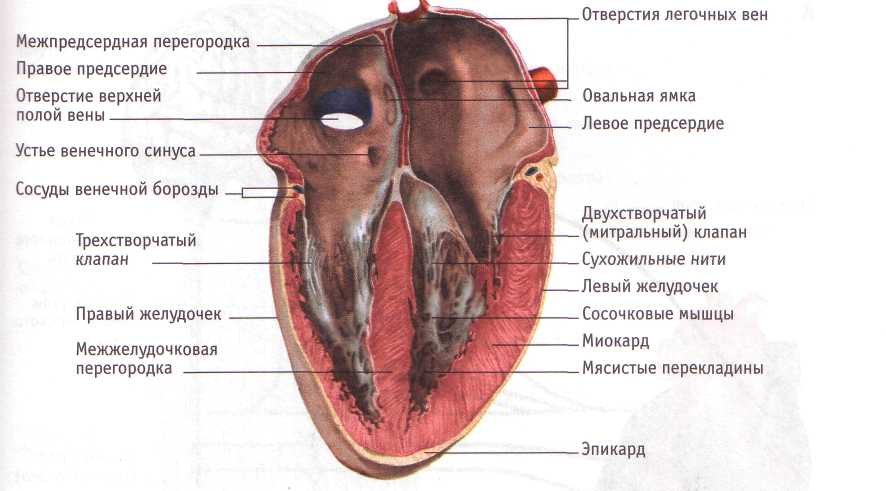 Межпредсердная перегородка
Правое предсердие
Отверстие верхней
полой вены
Устье венечного синуса
Сосуды венечной борозды
Трехстворчатый
клапан
Правый желудочек
Межжелудочковая
перегородка
Отверстия легочных вен
Овальная ямка
Левое предсердие
Двухстворчатый
(митральный) клапан
Сухожильные нити
Левый желудочек
Сосочковые мышцы
Миокард
Мясистые перекладины
Эпикард